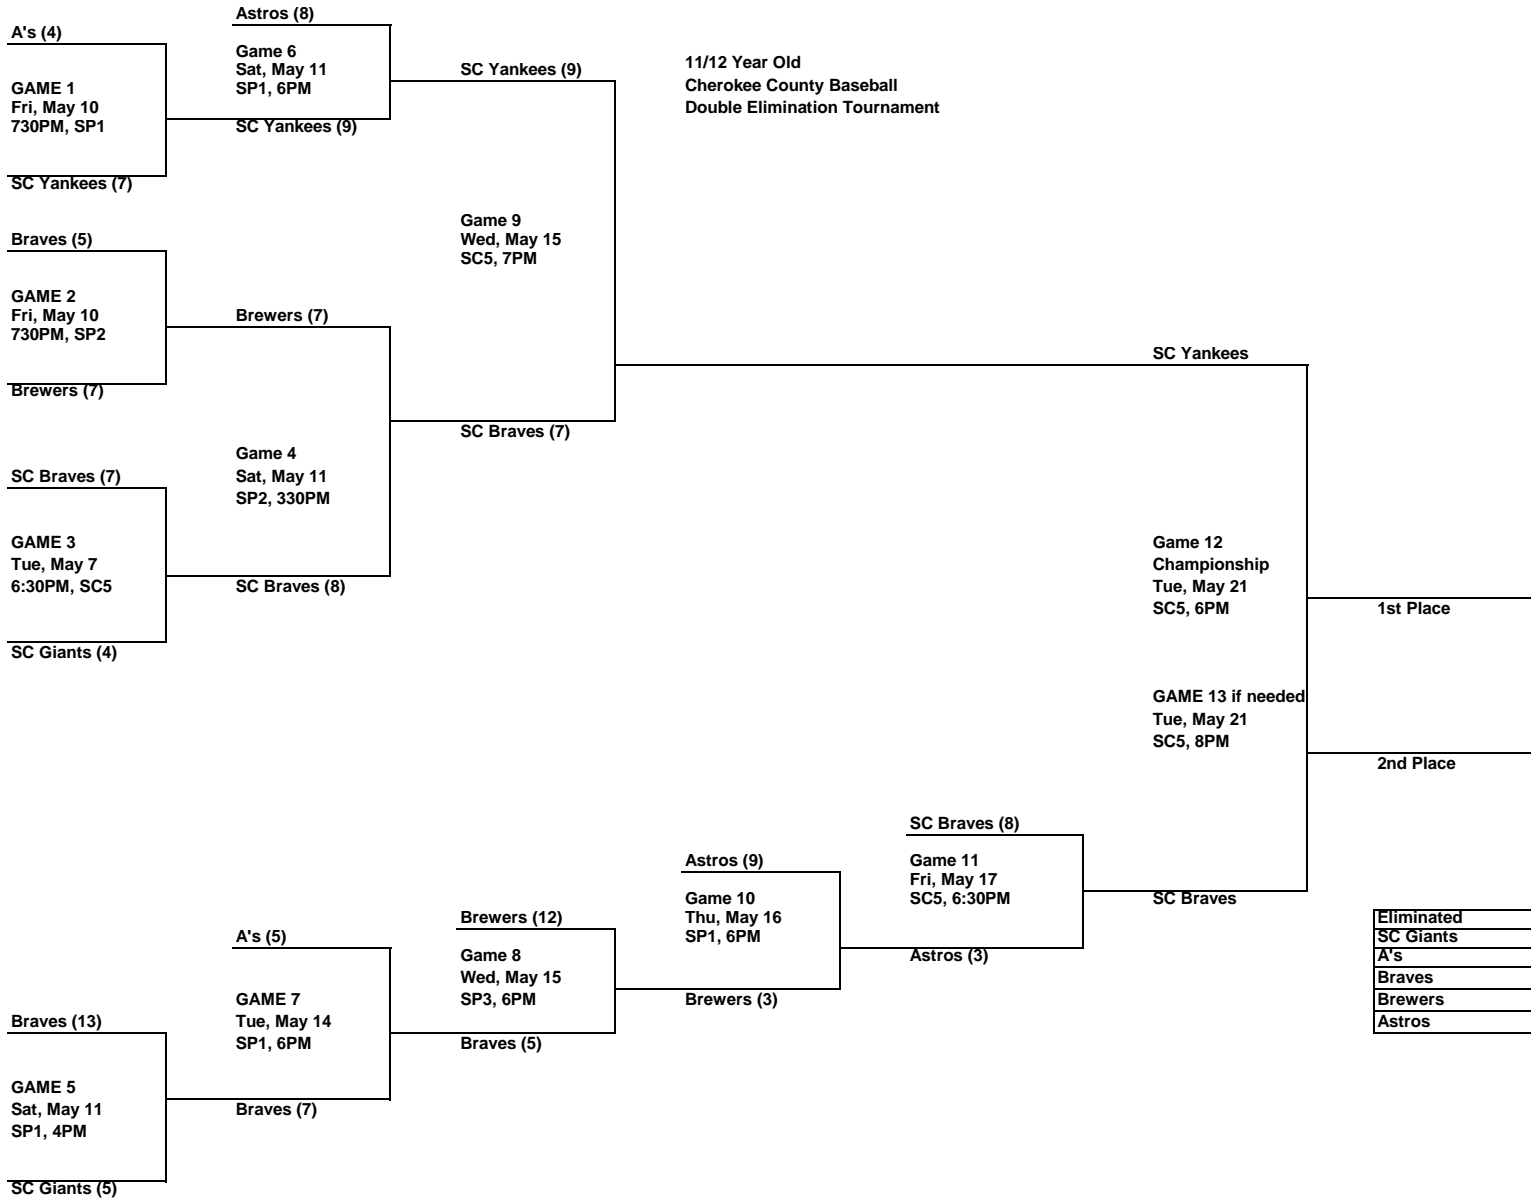 Astros (8)
A's (4)
Game 6
Sat, May 11
SP1, 6PM
SC Yankees (9)
11/12 Year Old
Cherokee County Baseball
Double Elimination Tournament
GAME 1
Fri, May 10
730PM, SP1
SC Yankees (9)
SC Yankees (7)
Braves (5)
Game 9
Wed, May 15
SC5, 7PM
GAME 2
Fri, May 10
730PM, SP2
Brewers (7)
SC Yankees
Brewers (7)
SC Braves (7)
Game 4
Sat, May 11
SP2, 330PM
SC Braves (7)
GAME 3
Tue, May 7
6:30PM, SC5
Game 12
Championship
Tue, May 21
SC5, 6PM
SC Braves (8)
1st Place
SC Giants (4)
GAME 13 if needed
Tue, May 21
SC5, 8PM
2nd Place
SC Braves (8)
Astros (9)
Game 11
Fri, May 17
SC5, 6:30PM
Game 10
Thu, May 16
SP1, 6PM
SC Braves
Brewers (12)
A's (5)
Game 8
Wed, May 15
SP3, 6PM
Astros (3)
Eliminated
SC Giants
A's
Braves
Brewers
Astros
GAME 7
Tue, May 14
SP1, 6PM
Brewers (3)
Braves (13)
Braves (5)
GAME 5
Sat, May 11
SP1, 4PM
Braves (7)
SC Giants (5)